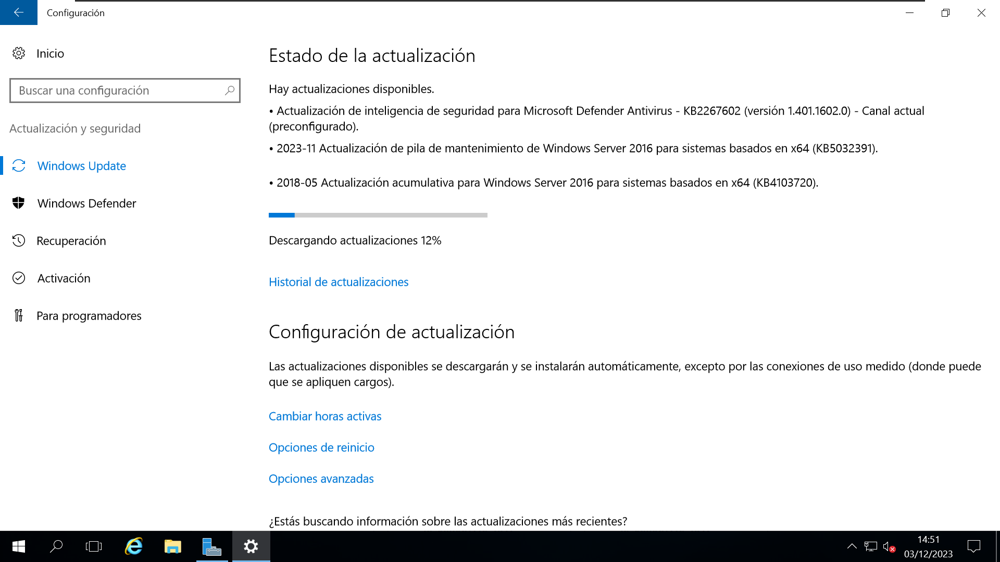 Configuración
Inicio
Buscar una configuración
Actualización y seguridad
Windows Update
Windows Defender
Recuperación
Activación
Para programadores
Estado de la actualización
Hay actualizaciones disponibles.
• Actualización de inteligencia de seguridad para Microsoft Defender Antivirus - KB2267602 (versión 1.401.1602.0) - Canal actual
(preconfigurado).
• 2023-11 Actualización de pila de mantenimiento de Windows Server 2016 para sistemas basados en x64 (KB5032391).
• 2018-05 Actualización acumulativa para Windows Server 2016 para sistemas basados en x64 (KB4103720).
Descargando actualizaciones 12%
Historial de actualizaciones
Configuración de actualización
Las actualizaciones disponibles se descargarán y se instalarán automáticamente, excepto por las conexiones de uso medido (donde puede
que se apliquen cargos).
Cambiar horas activas
Opciones de reinicio
Opciones avanzadas
¿Estás buscando información sobre las actualizaciones más recientes?
14:51
03/12/2023